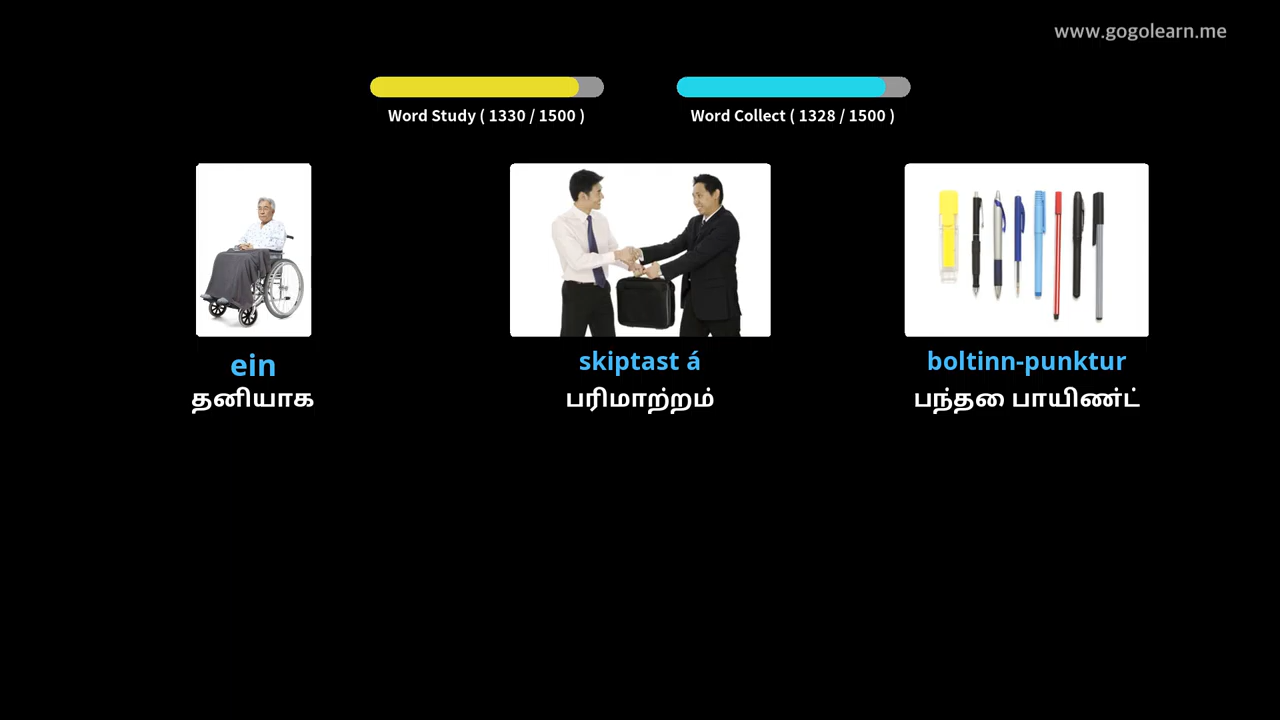 www.gogolearn.me
Word Study ( 1330 / 1500 )
Word Collect ( 1328 / 1500 )
ein
skiptast á
boltinn-punktur
தனியாக
பரிமாற்றம்
பந்தை பாயிண்ட்